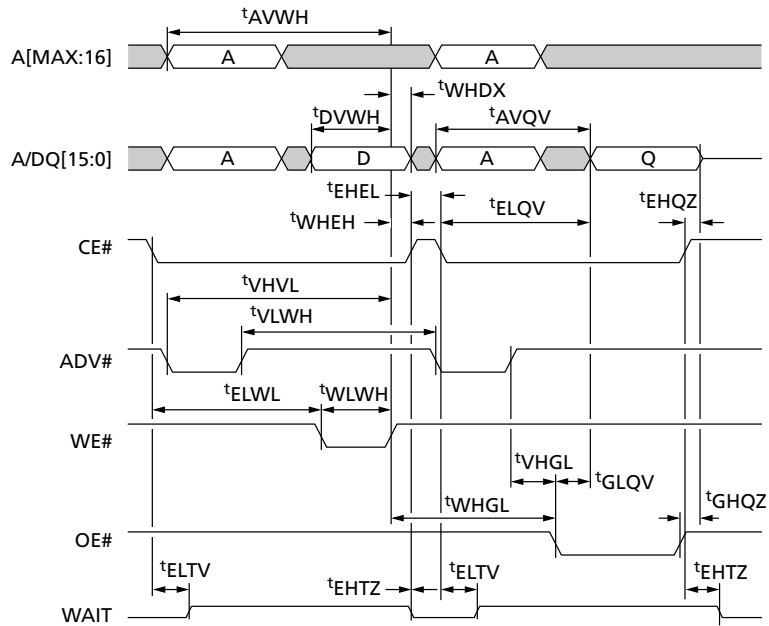 tAVWH
A[MAX:16] A A
tWHDX
tDVWH tAVQV
A/DQ[15:0] A D A Q
tEHEL tEHQZ
tWHEH tELQV
CE#
tVHVL
tVLWH
ADV#
tELWL tWLWH
WE#
tVHGL
tGLQV
tWHGL tGHQZ
OE#
tELTV tEHTZ tELTV tEHTZ
WAIT